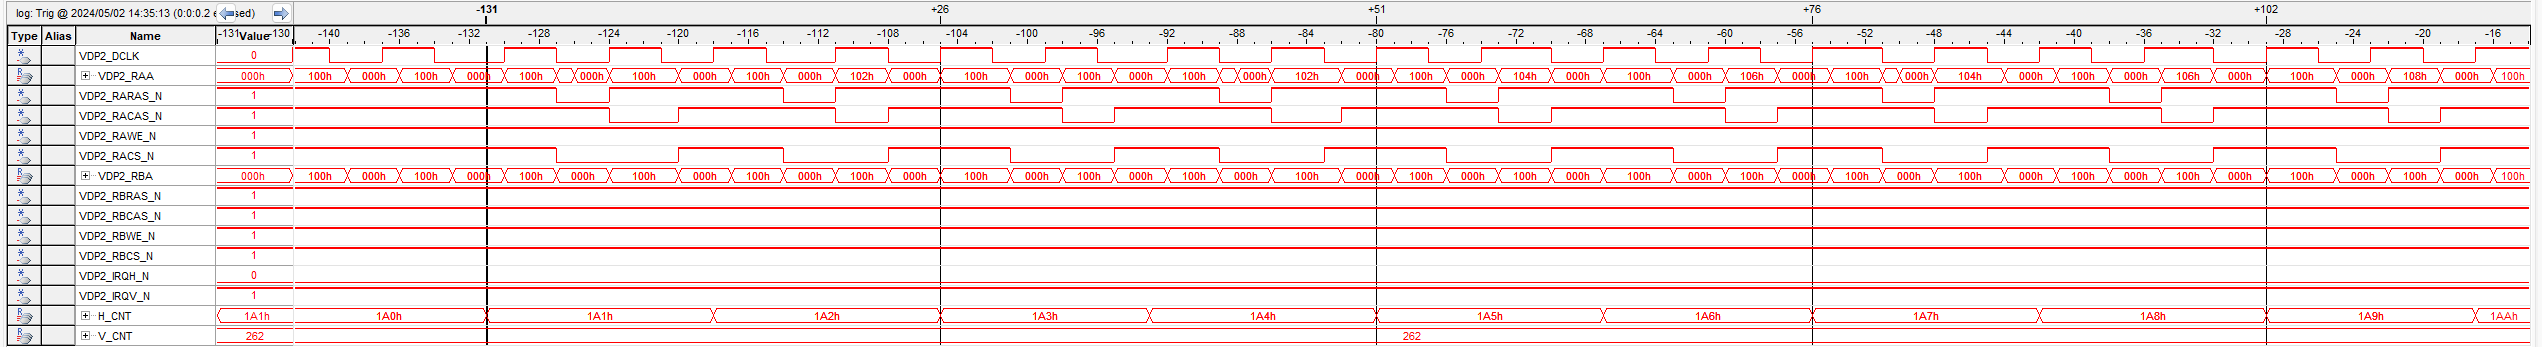 log: Trig @ 2024/05/02 14:35:13 (0:0:0.2 e sed) -131 +26 +51 +76 +102
Type Alias Name -131 Value -130 -140 -136 -132 -128 -124 -120 -116 -112 -108 -104 -100 -96 -92 -88 -84 -80 -76 -72 -68 -64 -60 -56 -52 -48 -44 -40 -36 -32 -28 -24 -20 -16
VDP2_DCLK 0
VDP2_RAA 000h 100h 000h 100h 000h 100h 000h 100h 000h 100h 000h 102h 000h 100h 000h 100h 000h 100h 000h 102h 000h 100h 000h 104h 000h 100h 000h 106h 000h 100h 000h 104h 000h 100h 106h 000h 100h 000h 108h 000h 100h
VDP2_RARAS_N 1
VDP2_RACAS_N 1
VDP2_RAWE_N 1
VDP2_RACS_N 1
VDP2_RBA 000h 100h 000h 100h 000h 100h 000h 100h 000h 100h 000h 100h 000h 100h 000h 100h 000h 100h 000h 100h 000h 100h 000h 100h 000h 100h 000h 100h 000h 100h 000h 100h 000h 100h 000h 100h 000h 100h 000h 100h 000h 100h
VDP2_RBRAS_N 1
VDP2_RBCAS_N 1
VDP2_RBWE_N 1
VDP2_RBCS_N 1
VDP2_IRQH_N 0
VDP2_IRQV_N 1
H_CNT 1A1h 1A0h 1A1h 1A2h 1A3h 1A4h 1A5h 1A6h 1A7h 1A8h 1A9h 1AAh
V_CNT 262 262